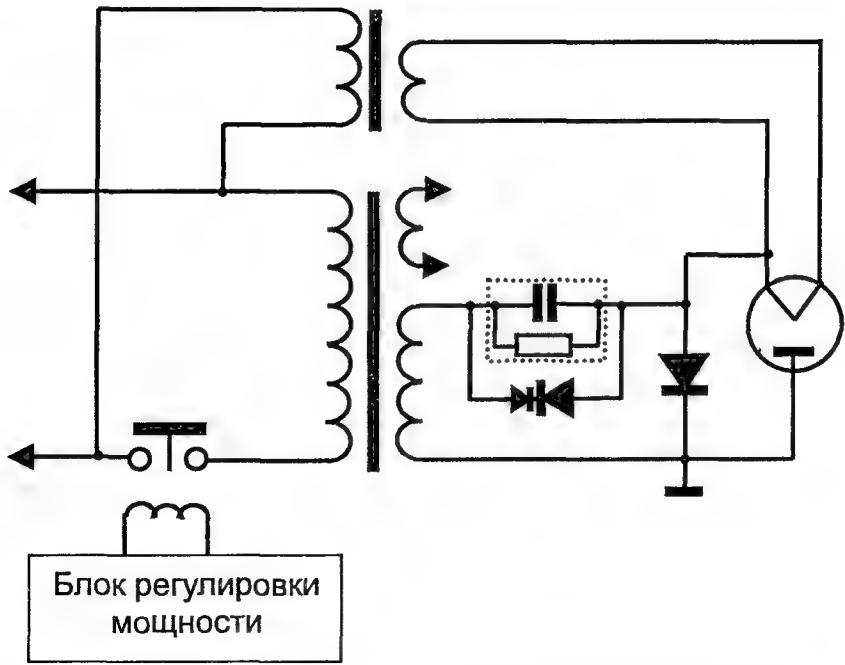 Блок регулировки
мощности